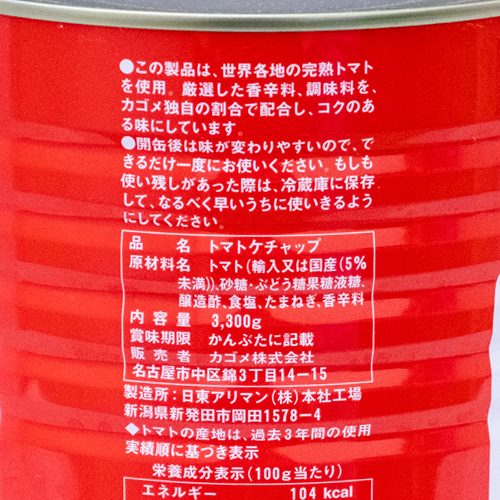 ●この製品は、世界各地の完熟トマト
を使用。厳選した香辛料、調味料を、
カゴメ独自の割合で配合し、コクのあ
る味にしています。
●開缶後は味が変わりやすいので、で
きるだけ一度にお使いください。もしも
使い残しがあった際は、冷蔵庫に保存
して、なるべく早いうちに使いきるよう
にしてください。
品 名 トマトケチャップ
原材料名 トマト(輸入又は国産(5%
未満))、砂糖・ぶどう糖果糖液糖、
醸造酢、食塩、たまねぎ、香辛料
内容量 3,300g
賞味期限 かんぶたに記載
販売者 カゴメ株式会社
名古屋市中区錦3丁目14-15
製造所:日東アリマン(株)本社工場
新潟県新発田市岡田1578-4
◆トマトの産地は、過去3年間の使用
実績順に基づき表示
栄養成分表示(100g当たり)
エネルギー 104 kcal